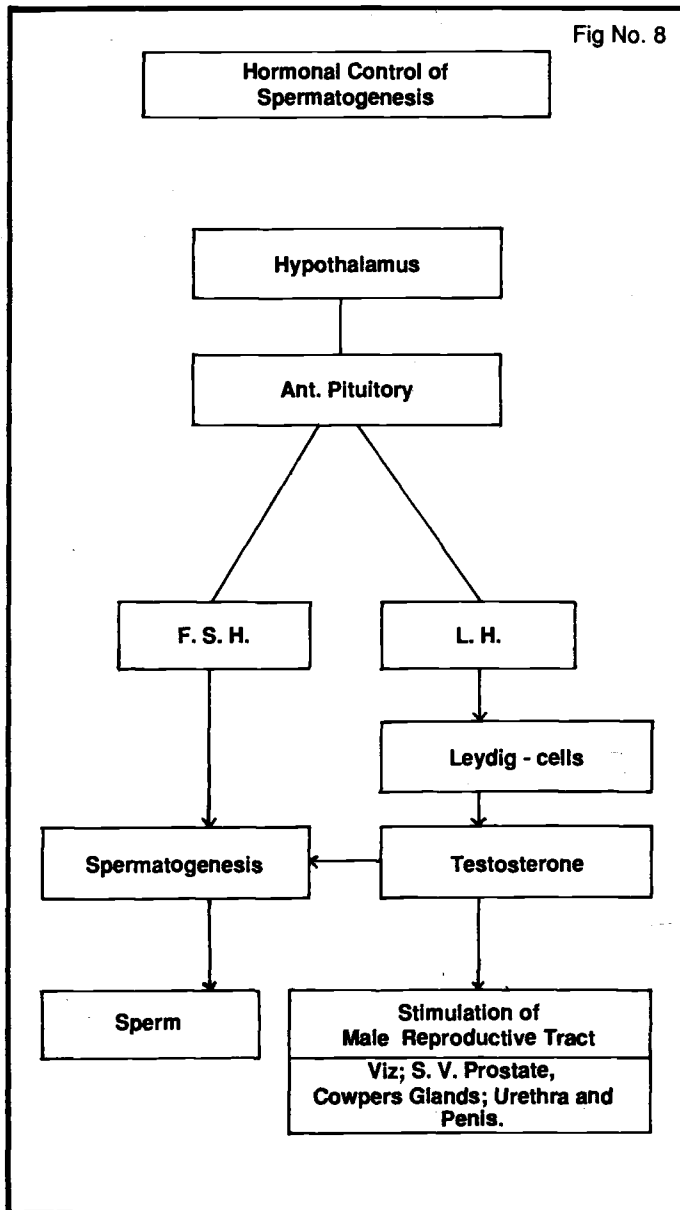 Fig No. 8
Hormonal Control of
Spermatogenesis
Hypothalamus
Ant. Pituitory
F. S. H.
L. H.
Leydig - cells
Spermatogenesis
Testosterone
Sperm
Stimulation of
Male Reproductive Tract
Viz; S. V. Prostate,
Cowpers Glands; Urethra and
Penis.